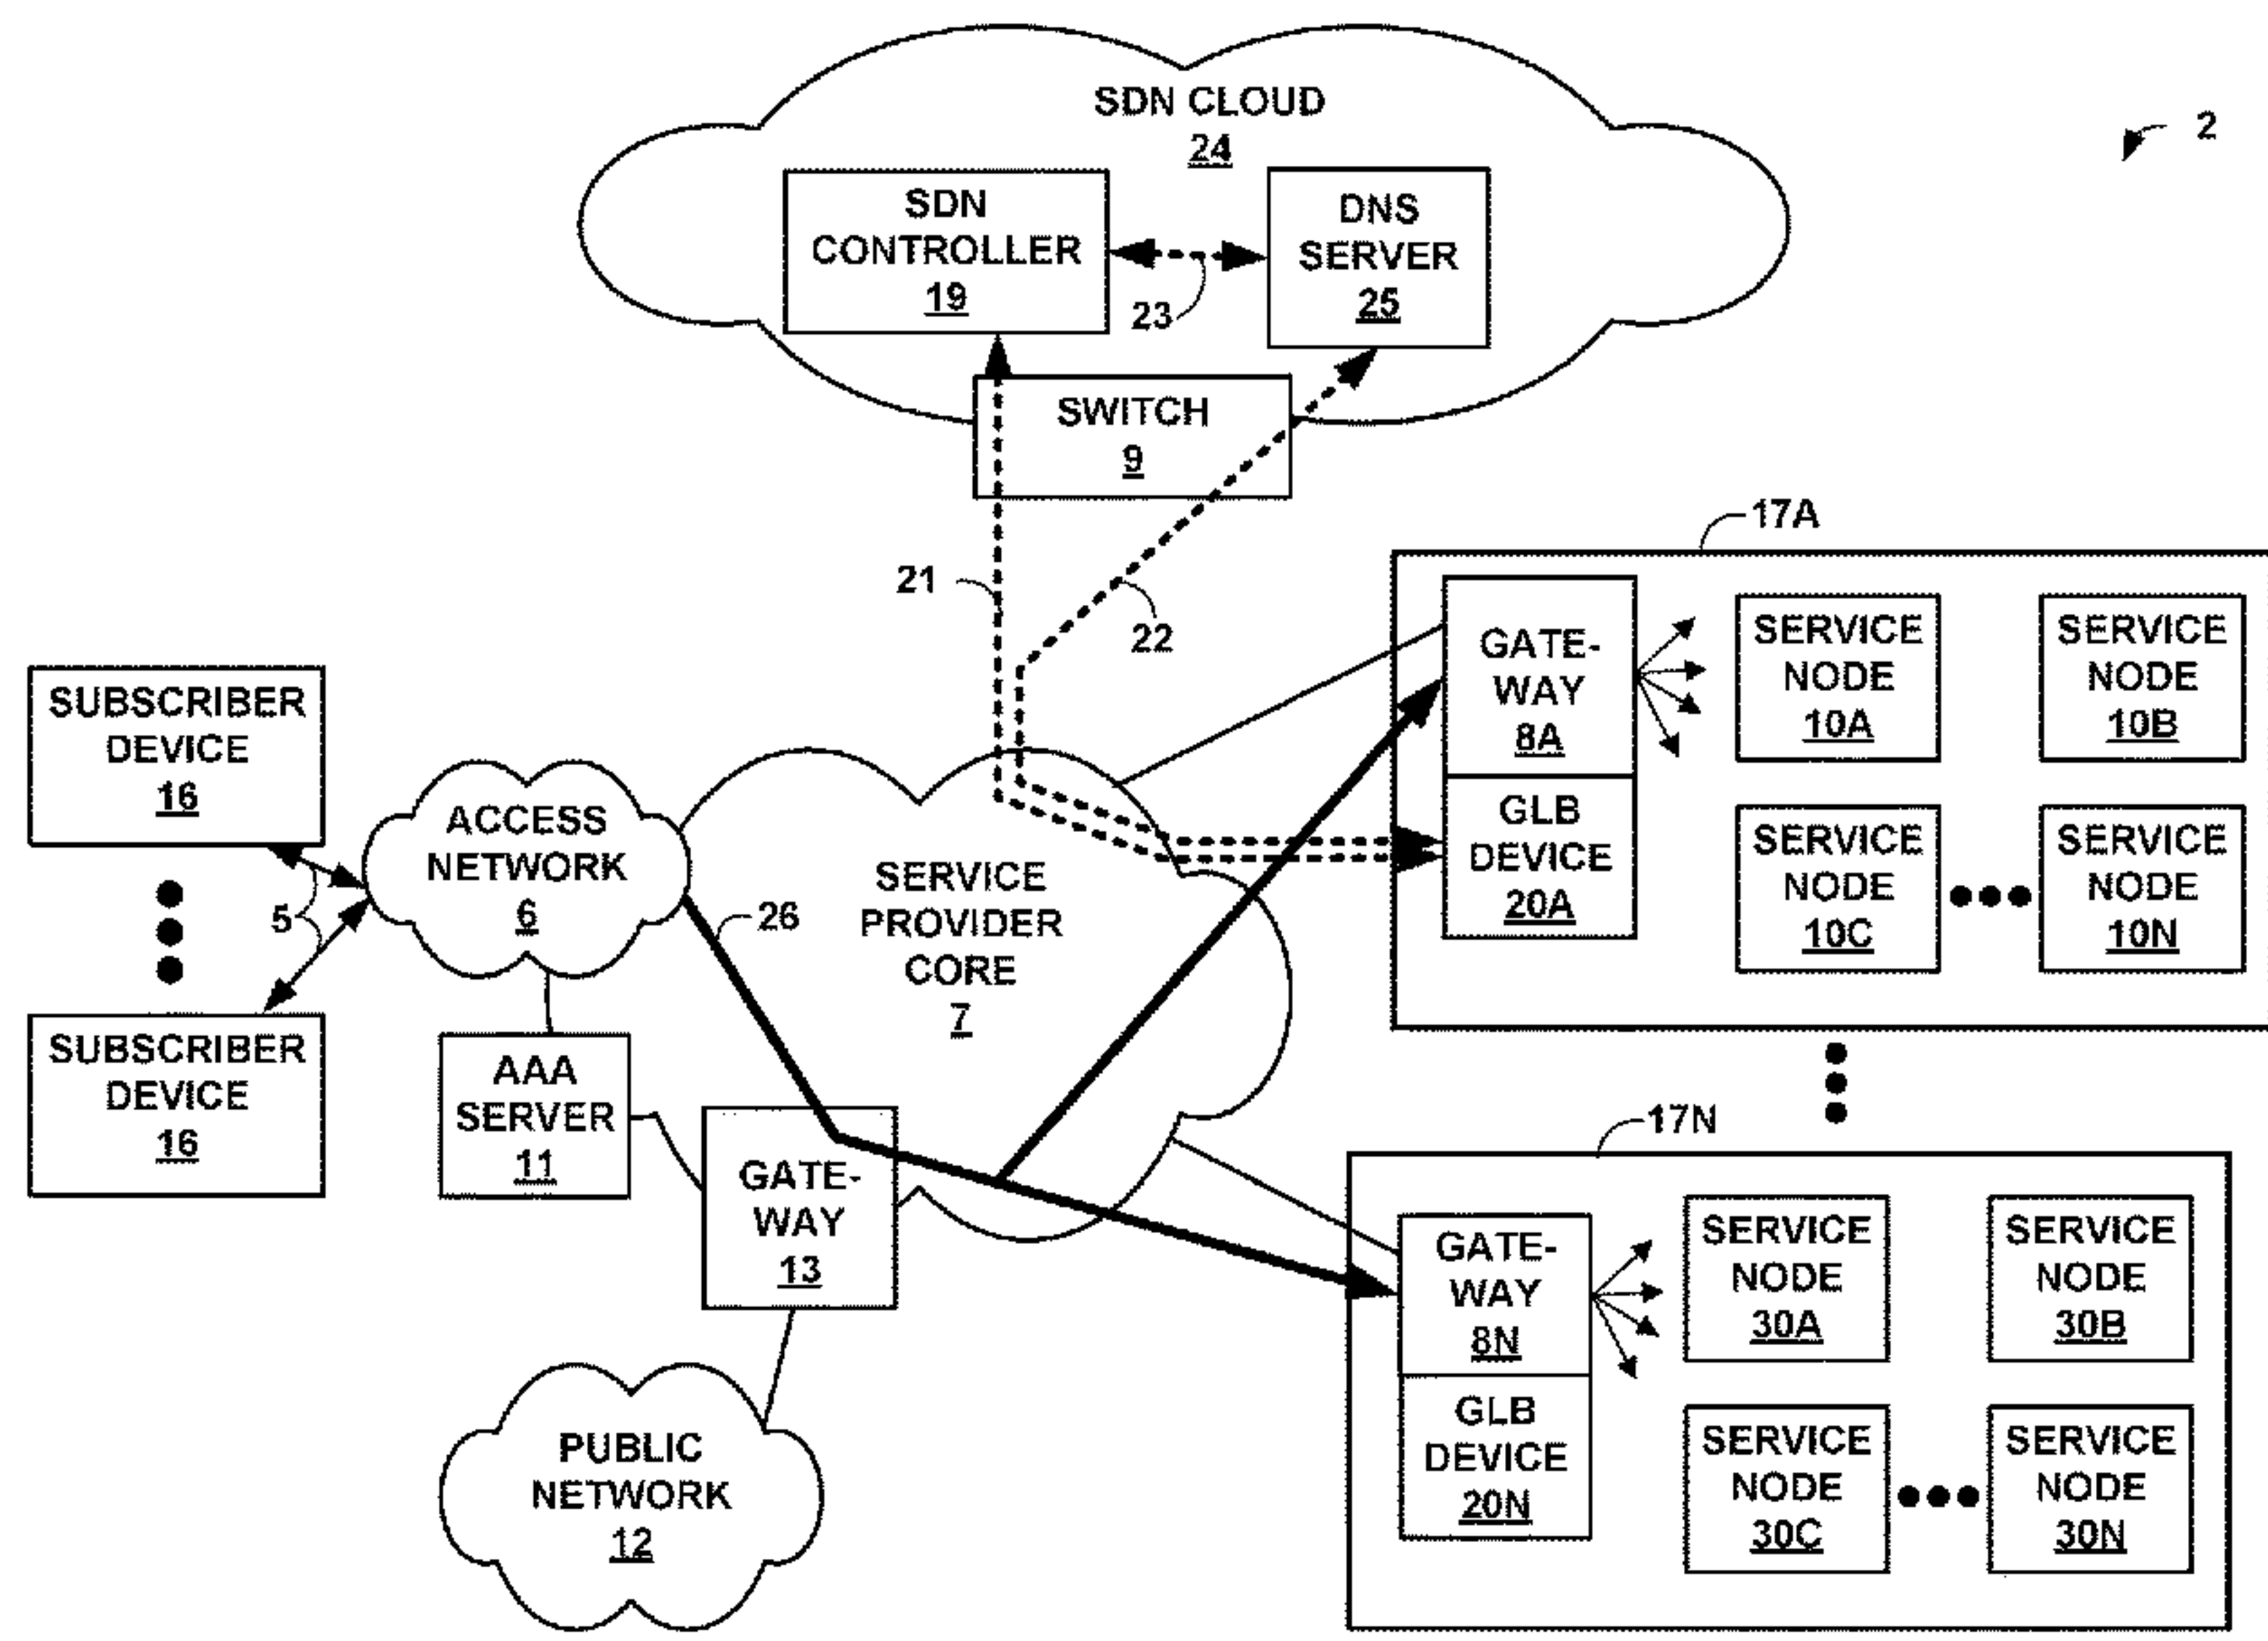 SDN CLOUD
24
2
SDN
CONTROLLER
19
DNS
SERVER
25
23
SWITCH
9
21
22
17A
GATE-
WAY
8A
GLB
DEVICE
20A
SERVICE
NODE
10A
SERVICE
NODE
10B
SERVICE
NODE
10C
SERVICE
NODE
10N
SUBSCRIBER
DEVICE
16
5
SUBSCRIBER
DEVICE
16
ACCESS
NETWORK
6
26
SERVICE
PROVIDER
CORE
7
AAA
SERVER
11
GATE-
WAY
13
PUBLIC
NETWORK
12
17N
GATE-
WAY
8N
GLB
DEVICE
20N
SERVICE
NODE
30A
SERVICE
NODE
30B
SERVICE
NODE
30C
SERVICE
NODE
30N